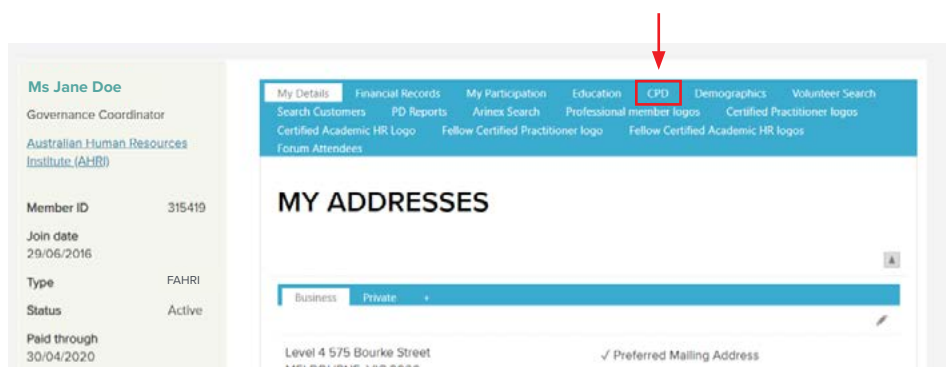 Ms Jane Doe
Governance Coordinator
Australian Human Resources
Institute (AHRI)
Member ID 315419
Join date
29/06/2016
Type FAHRI
Status Active
Paid through
30/04/2020
My Details Financial Records My Participation Education CPD Demographics Volunteer Search
Search Customers PD Reports Arinex Search Professional member logos Certified Practitioner logos
Certified Academic HR Logo Fellow Certified Practitioner logo Fellow Certified Academic HR logos
Forum Attendees
MY ADDRESSES
Business Private +
Level 4 575 Bourke Street
✓ Preferred Mailing Address
MELBOURNE VIC 3000